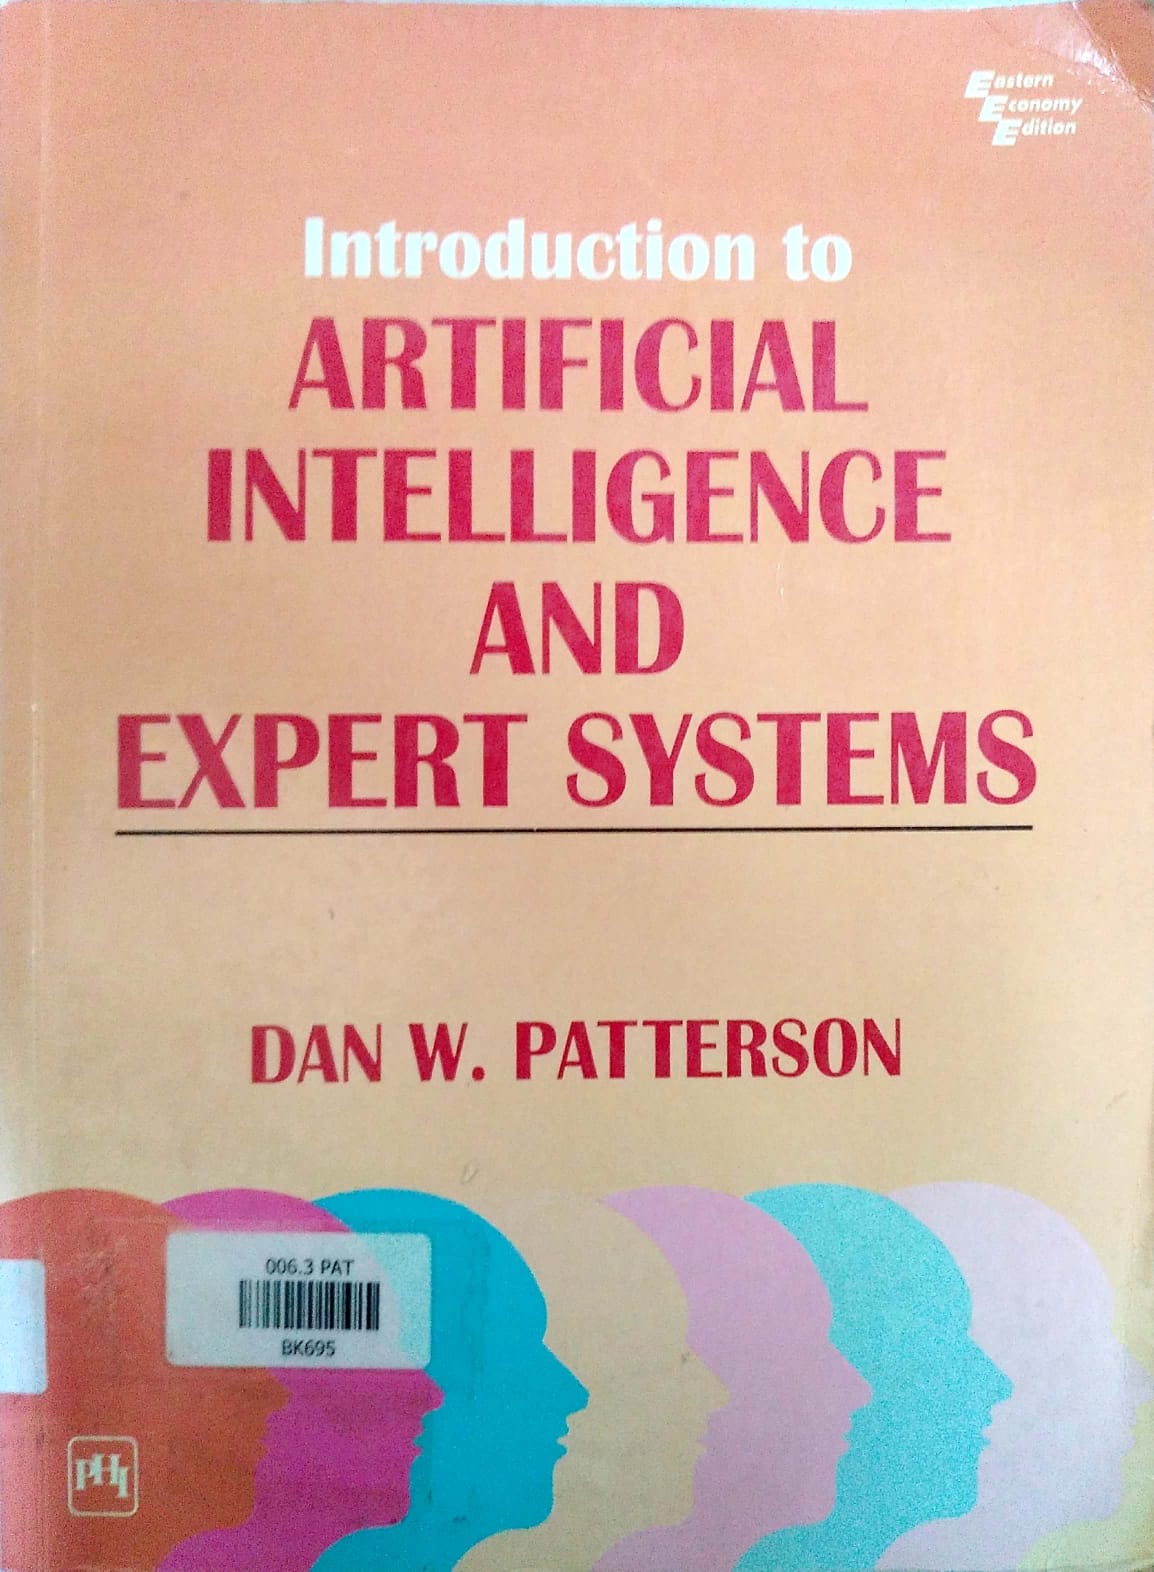 Eastern
Economy
Edition
Introduction to
ARTIFICIAL
INTELLIGENCE
AND
EXPERT SYSTEMS
DAN W. PATTERSON
006.3 PAT
BK695
PHI